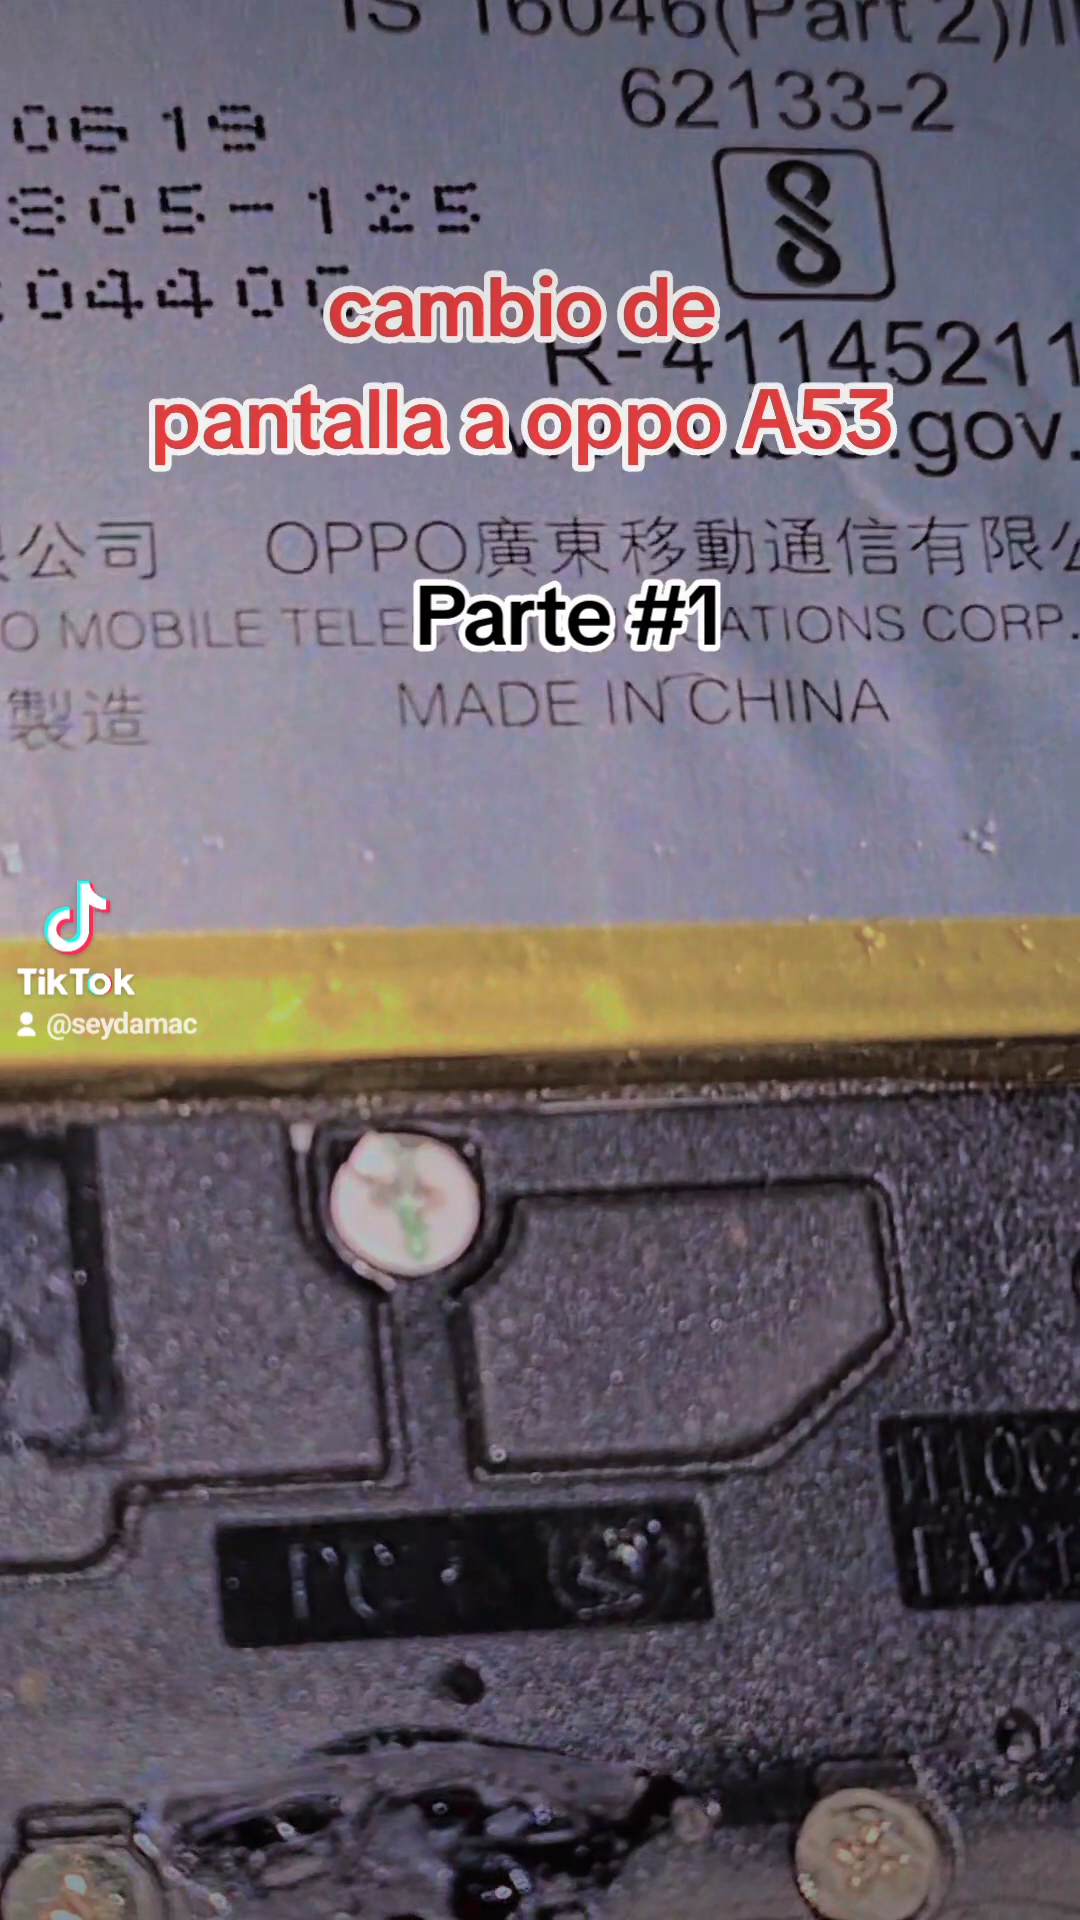 IS 16046(Part 2)/I
62133-2
0619
805-125
R-41145211
.gov.
cambio de
pantalla a oppo A53
公司 OPPO廣東移動通信有限公
Parte #1
O MOBILE TELE ATIONS CORP.
製造 MADE IN CHINA
TikTok
@seydamac